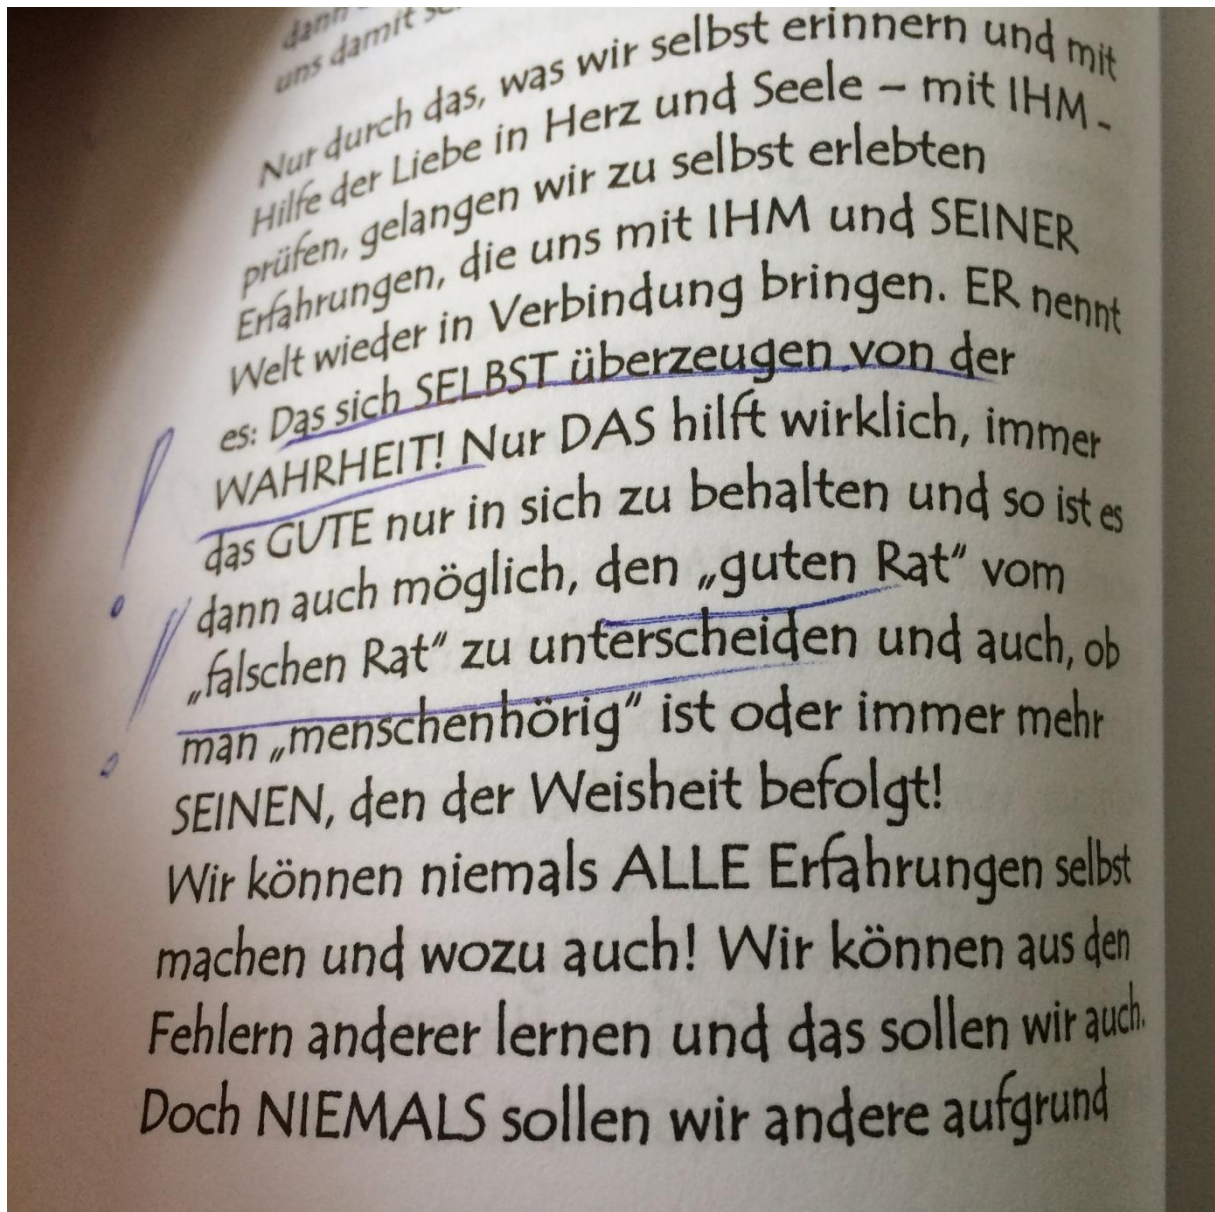 uns damit
Nur durch das, was wir selbst erinnern und mit
Hilfe der Liebe in Herz und Seele – mit IHM -
prüfen, gelangen wir zu selbst erlebten
Erfahrungen, die uns mit IHM und SEINER
Welt wieder in Verbindung bringen. ER nennt
es: Das sich SELBST überzeugen von der
WAHRHEIT! Nur DAS hilft wirklich, immer
das GUTE nur in sich zu behalten und so ist es
dann auch möglich, den „guten Rat“ vom
„falschen Rat“ zu unterscheiden und auch, ob
man „menschenhörig“ ist oder immer mehr
SEINEN, den der Weisheit befolgt!
Wir können niemals ALLE Erfahrungen selbst
machen und wozu auch! Wir können aus den
Fehlern anderer lernen und das sollen wir auch.
Doch NIEMALS sollen wir andere aufgrund